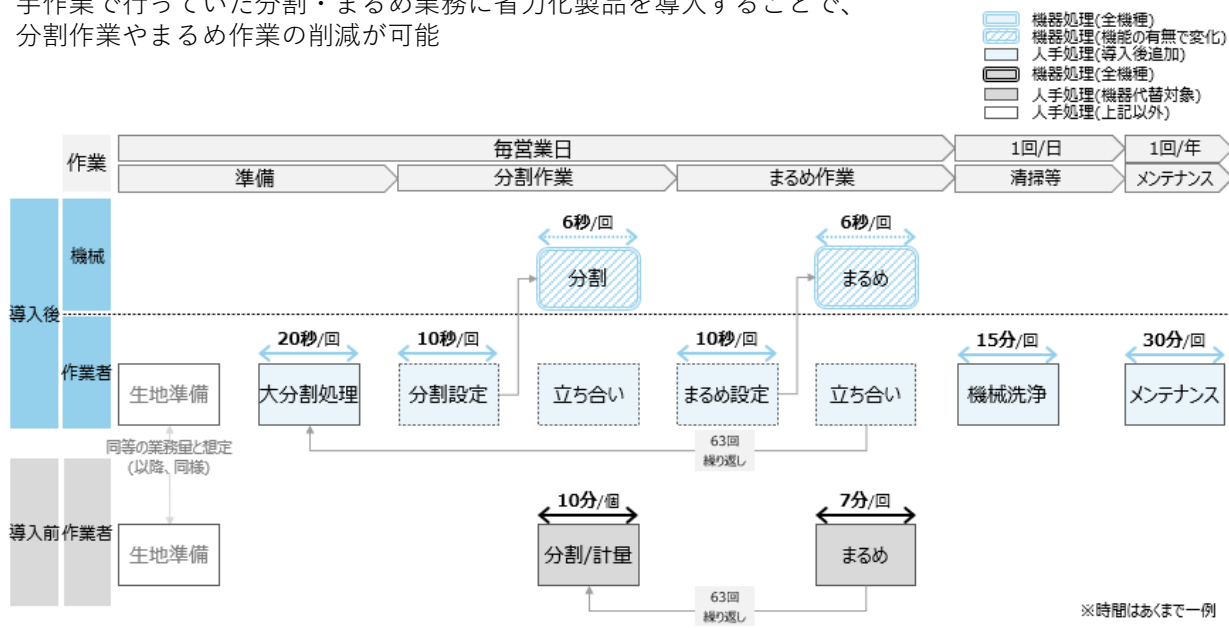 手作業で行っていた分割・まるめ業務に省力化製品を導入することで、
分割作業やまるめ作業の削減が可能
機器処理(全機種)
機器処理(機能の有無で変化)
人手処理(導入後追加)
機器処理(全機種)
人手処理(機器代替対象)
人手処理(上記以外)
作業
毎営業日
1回/日
1回/年
準備
分割作業
まるめ作業
清掃等
メンテナンス
導入後
機械
6秒/回
6秒/回
分割
まるめ
作業者
20秒/回
10秒/回
10秒/回
15分/回
30分/回
生地準備
大分割処理
分割設定
立ち合い
まるめ設定
立ち合い
機械洗浄
メンテナンス
同等の業務量と想定
(以降、同様)
63回
繰り返し
導入前
作業者
10分/個
7分/回
生地準備
分割/計量
まるめ
63回
繰り返し
※時間はあくまで一例